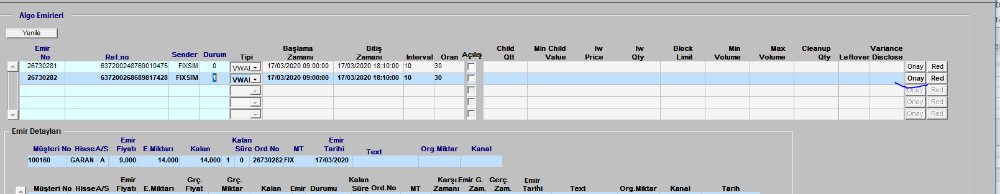 Algo Emirleri
Yenile
Emir No Ref.no Sender Durum Tipi Başlama Zamanı Bitiş Zamanı Interval Oran Açılış Child Qtt Min Child Value Iw Price Iw Qty Block Limit Min Volume Max Volume Cleanup Qty Leftover Variance Disclose
26730281 637200248769010475 FIXSIM 0 VWAI 17/03/2020 09:00:00 17/03/2020 18:10:00 10 30 Onay Red
26730282 637200268689817428 FIXSIM 1 VWAI 17/03/2020 09:00:00 17/03/2020 18:10:00 10 30 Onay Red
Onay Red
Onay Red
Onay Red
Emir Detayları
Müşteri No Hisse A/S Emir Fiyatı E.Miktarı Kalan Kalan Süre Ord.No MT Emir Tarihi Text Org.Miktar Kanal
100160 GARAN A 9,000 14.000 14.000 1 0 26730282 FIX 17/03/2020
Müşteri No Hisse A/S Emir Fiyatı E.Miktarı Grç. Fiyat Grç. Miktar Kalan Emir Durumu Kalan Süre Ord.No MT Karşı. Zamanı Emir G. Zam. Gerç. Zam. Emir Tarihi Text Org.Miktar Kanal Tarih